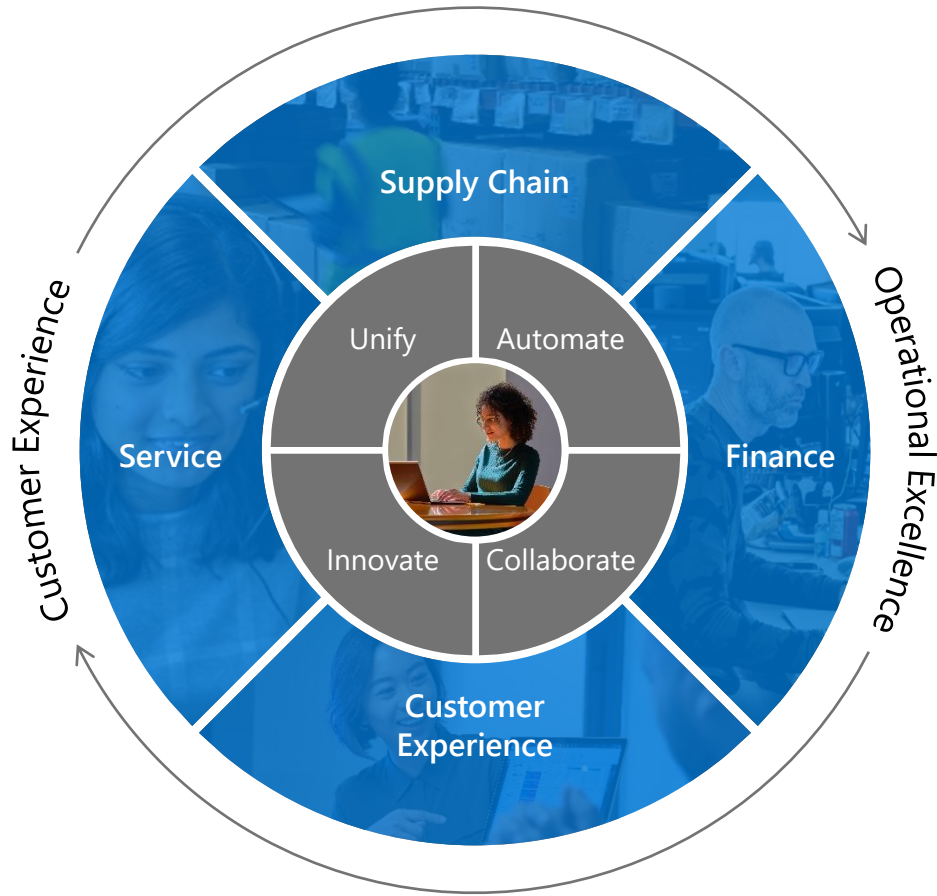 Supply Chain
Unify
Automate
Customer Experience
Service
Finance
Operational Excellence
Innovate
Collaborate
Customer
Experience